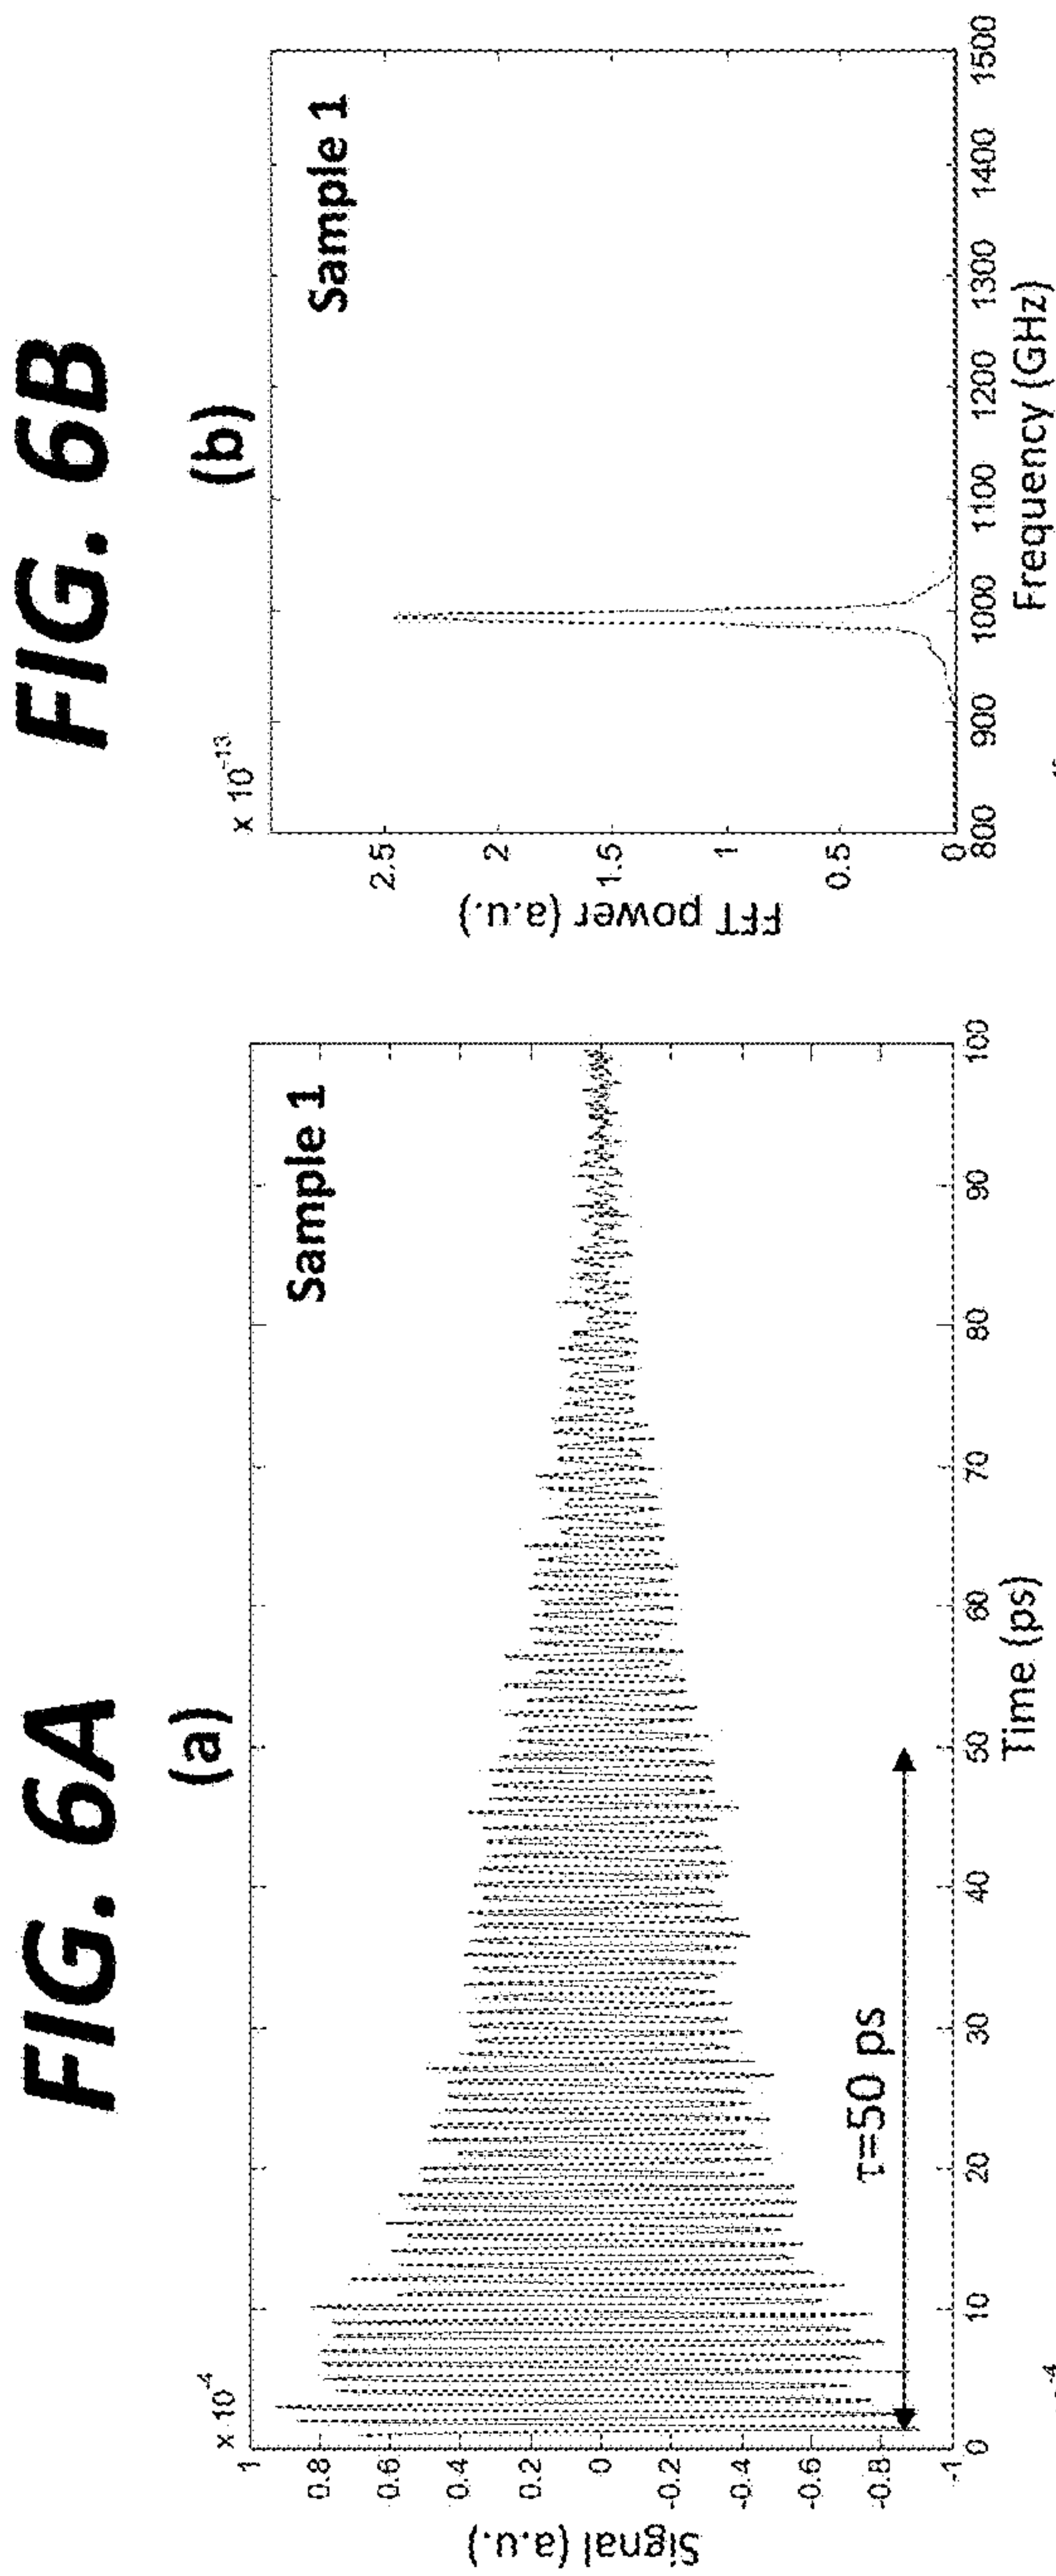 FIG. 6A
(a)
x 10⁻⁴
1
0.8
0.6
0.4
0.2
0
-0.2
-0.4
-0.6
-0.8
-1
Signal (a.u.)
Sample 1
τ=50 ps
0 10 20 30 40 50 60 70 80 90 100
Time (ps)
FIG. 6B
(b)
x 10⁻¹³
2.5
2
1.5
1
0.5
0
FFT power (a.u.)
Sample 1
800 900 1000 1100 1200 1300 1400 1500
Frequency (GHz)